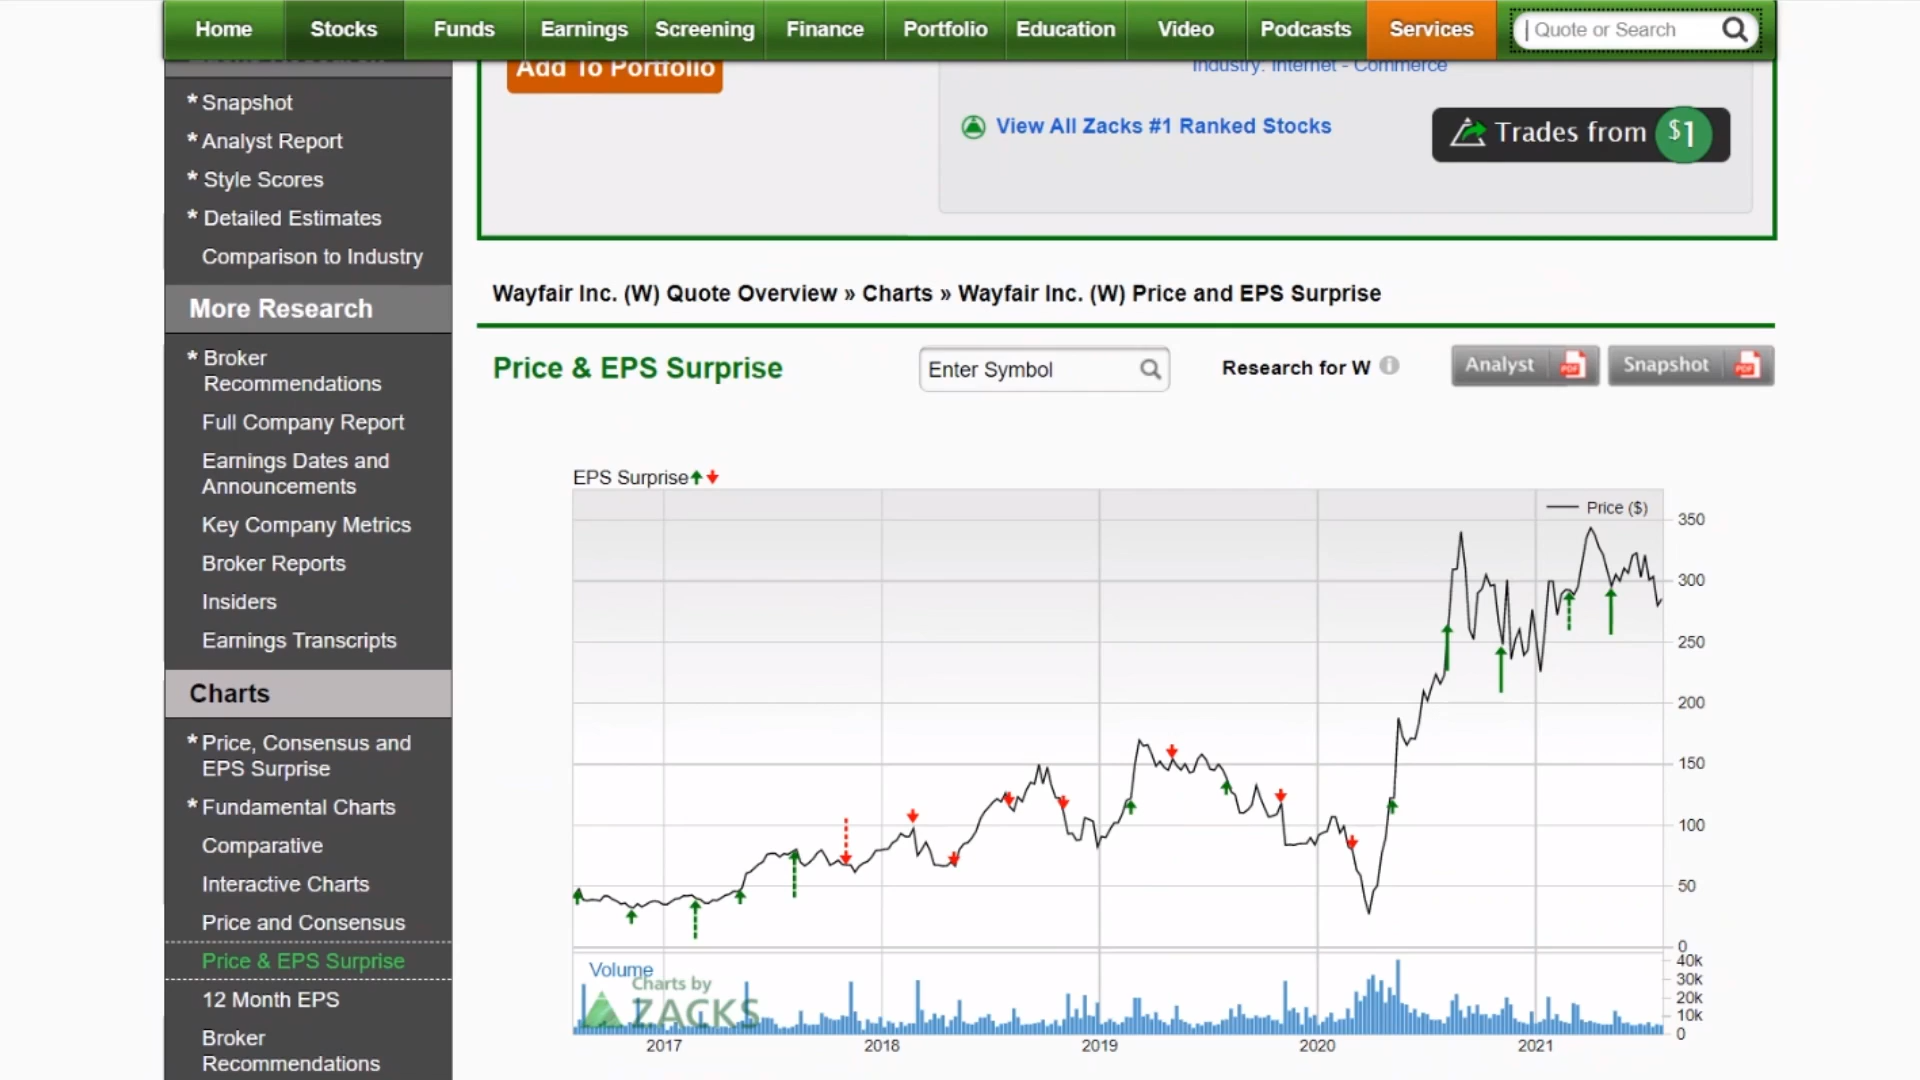 Home Stocks Funds Earnings Screening Finance Portfolio Education Video Podcasts Services Quote or Search
* Snapshot
* Analyst Report
* Style Scores
* Detailed Estimates
Comparison to Industry
More Research
* Broker
Recommendations
Full Company Report
Earnings Dates and
Announcements
Key Company Metrics
Broker Reports
Insiders
Earnings Transcripts
Charts
* Price, Consensus and
EPS Surprise
* Fundamental Charts
Comparative
Interactive Charts
Price and Consensus
Price & EPS Surprise
12 Month EPS
Broker
Recommendations
Add To Portfolio
Industry: Internet - Commerce
View All Zacks #1 Ranked Stocks
Trades from $1
Wayfair Inc. (W) Quote Overview » Charts » Wayfair Inc. (W) Price and EPS Surprise
Price & EPS Surprise
Enter Symbol
Research for W
Analyst PDF
Snapshot PDF
EPS Surprise
Price ($)
350
300
250
200
150
100
50
0
Volume
Charts by
ZACKS
40k
30k
20k
10k
0
2017 2018 2019 2020 2021